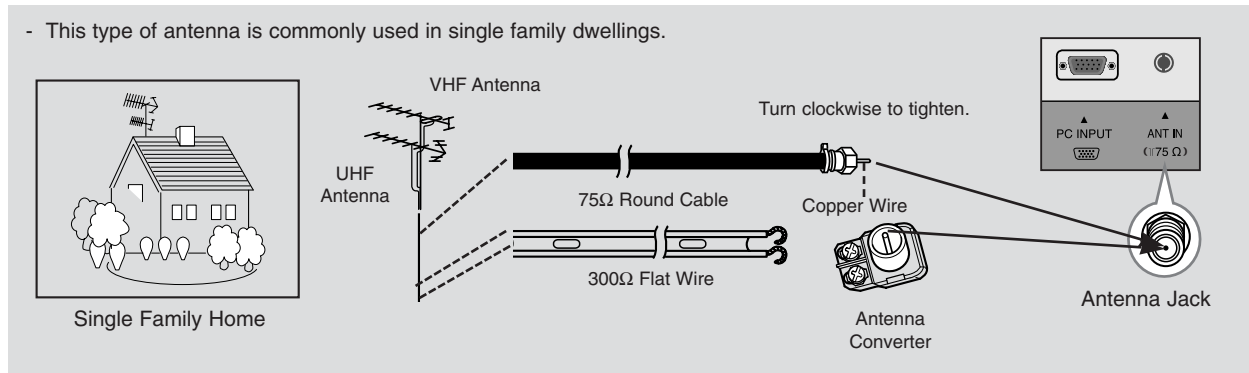 - This type of antenna is commonly used in single family dwellings.
VHF Antenna
UHF
Antenna
Turn clockwise to tighten.
75Ω Round Cable
Copper Wire
300Ω Flat Wire
Antenna
Converter
Single Family Home
PC INPUT
ANT IN
75 Ω
Antenna Jack